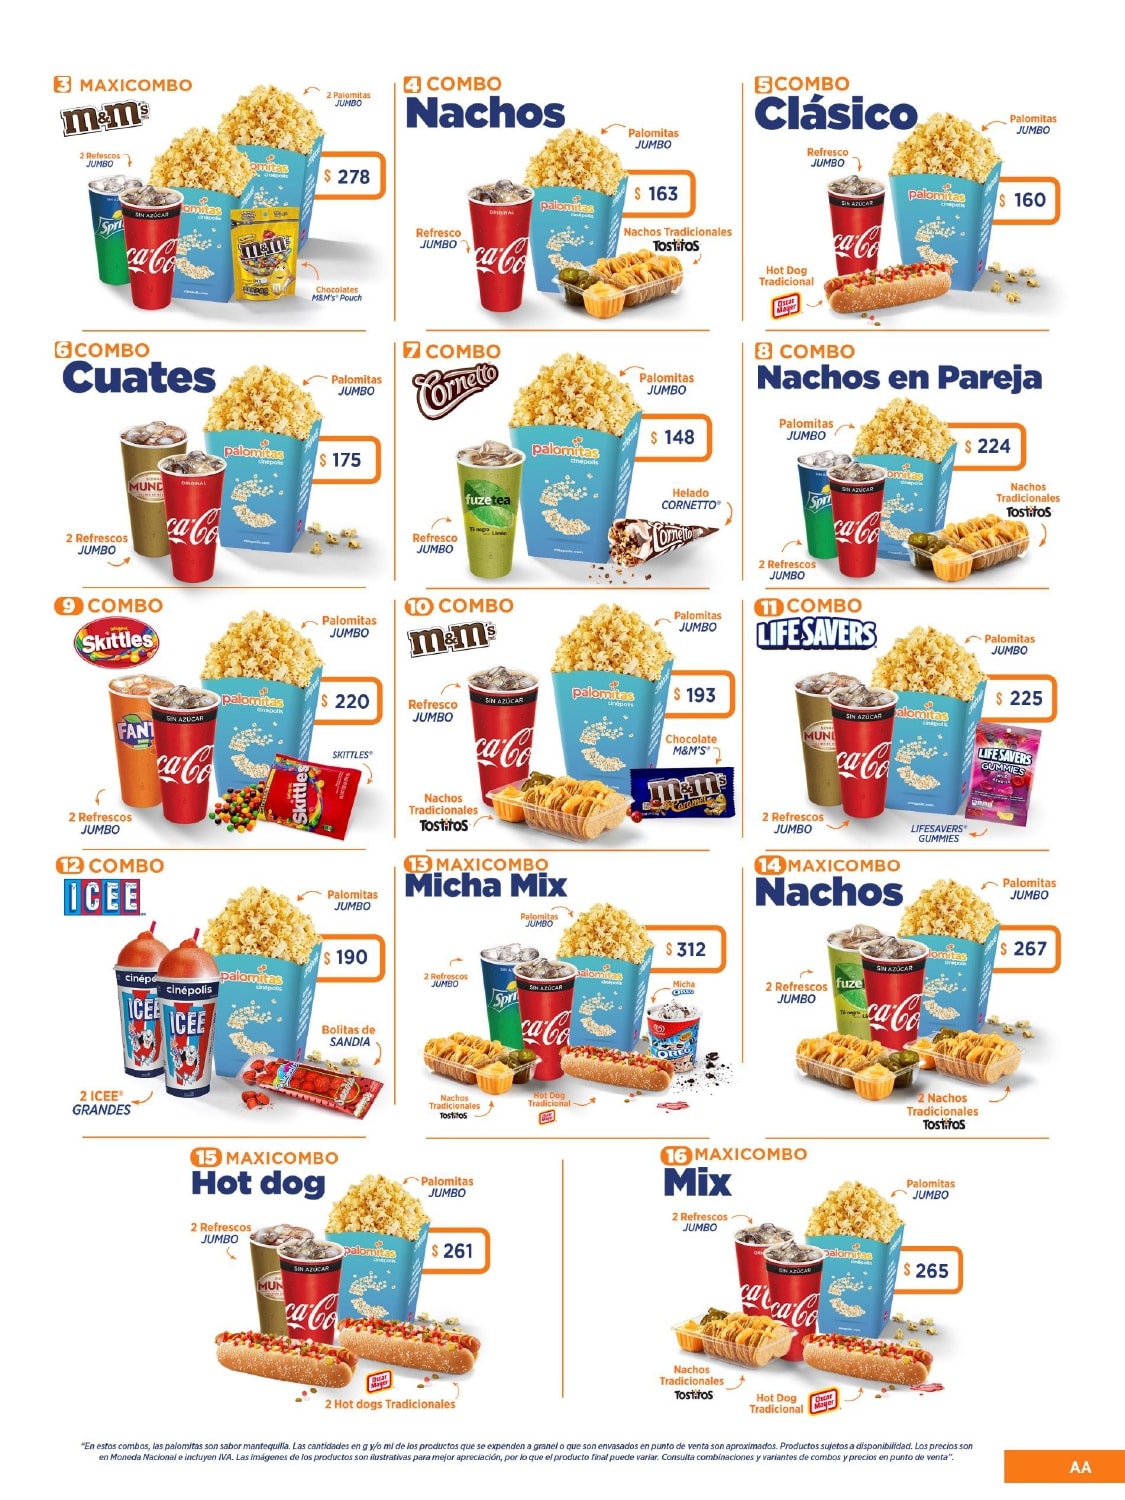 3 MAXICOMBO
m&m's
2 Palomitas
JUMBO
2 Refrescos
JUMBO
$ 278
Chocolates
M&M's® Pouch
4 COMBO
Nachos
Palomitas
JUMBO
$ 163
Refresco
JUMBO
Nachos Tradicionales
TOSTITOS
5 COMBO
Clásico
Palomitas
JUMBO
Refresco
JUMBO
$ 160
Hot Dog
Tradicional
Oscar Mayer
6 COMBO
Cuates
Palomitas
JUMBO
$ 175
2 Refrescos
JUMBO
7 COMBO
Cornetto
Palomitas
JUMBO
$ 148
Helado
CORNETTO®
Refresco
JUMBO
8 COMBO
Nachos en Pareja
Palomitas
JUMBO
$ 224
Nachos
Tradicionales
TOSTITOS
2 Refrescos
JUMBO
9 COMBO
Skittles
Palomitas
JUMBO
$ 220
SKITTLES®
2 Refrescos
JUMBO
10 COMBO
m&m's
Palomitas
JUMBO
Refresco
JUMBO
$ 193
Chocolate
M&M'S®
Nachos
Tradicionales
TOSTITOS
11 COMBO
LIFE SAVERS
Palomitas
JUMBO
$ 225
2 Refrescos
JUMBO
LIFESAVERS®
GUMMIES
12 COMBO
ICEE
Palomitas
JUMBO
$ 190
Bolitas de
SANDIA
2 ICEE®
GRANDES
13 MAXICOMBO
Micha Mix
Palomitas
JUMBO
$ 312
2 Refrescos
JUMBO
Micha
OREO
Nachos
Tradicionales
TOSTITOS
Hot Dog
Tradicional
Oscar Mayer
14 MAXICOMBO
Nachos
Palomitas
JUMBO
$ 267
2 Refrescos
JUMBO
2 Nachos
Tradicionales
TOSTITOS
15 MAXICOMBO
Hot dog
Palomitas
JUMBO
2 Refrescos
JUMBO
$ 261
Oscar Mayer
2 Hot dogs Tradicionales
16 MAXICOMBO
Mix
Palomitas
JUMBO
2 Refrescos
JUMBO
$ 265
Nachos
Tradicionales
TOSTITOS
Hot Dog
Tradicional
Oscar Mayer
"En estos combos, las palomitas son sabor mantequilla. Las cantidades en g y/o ml de los productos que se expenden a granel o que son envasados en punto de venta son aproximados. Productos sujetos a disponibilidad. Los precios son
en Moneda Nacional e incluyen IVA. Las imágenes de los productos son ilustrativas para mejor apreciación, por lo que el producto final puede variar. Consulta combinaciones y variantes de combos y precios en punto de venta".
AA